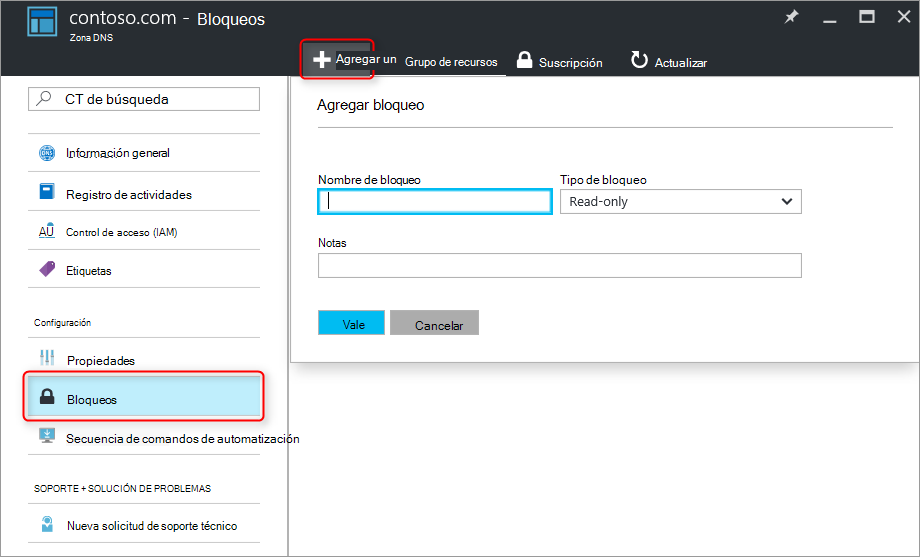 contoso.com - Bloqueos
Zona DNS
Agregar un
Grupo de recursos
Suscripción
Actualizar
CT de búsqueda
Agregar bloqueo
DNS
Información general
Registro de actividades
Nombre de bloqueo
Tipo de bloqueo
Read-only
AU
Control de acceso (IAM)
Notas
Etiquetas
Configuración
Vale
Cancelar
Propiedades
Bloqueos
Secuencia de comandos de automatización
SOPORTE + SOLUCIÓN DE PROBLEMAS
Nueva solicitud de soporte técnico